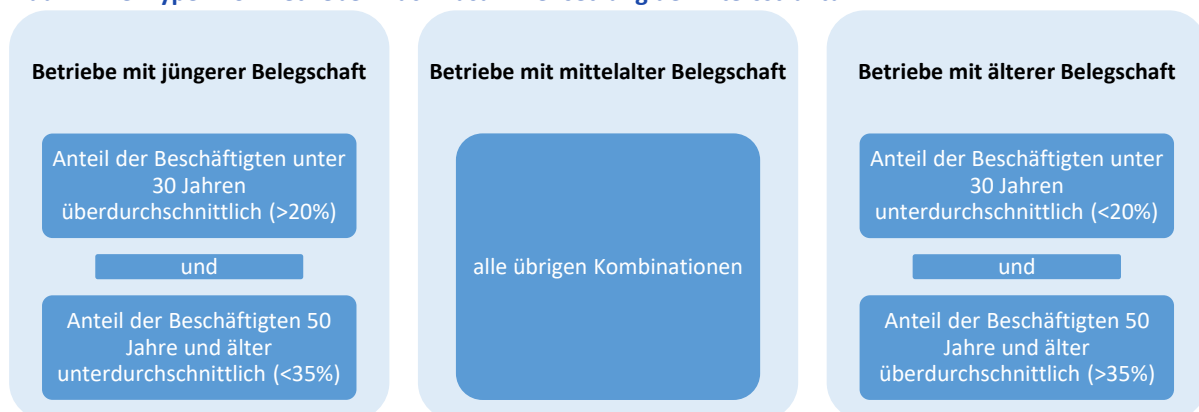 Betriebe mit jüngerer Belegschaft
Anteil der Beschäftigten unter
30 Jahren
überdurchschnittlich (>20%)
und
Anteil der Beschäftigten 50
Jahre und älter
unterdurchschnittlich (<35%)
Betriebe mit mittelalter Belegschaft
alle übrigen Kombinationen
Betriebe mit älterer Belegschaft
Anteil der Beschäftigten unter
30 Jahren
unterdurchschnittlich (<20%)
und
Anteil der Beschäftigten 50
Jahre und älter
überdurchschnittlich (>35%)